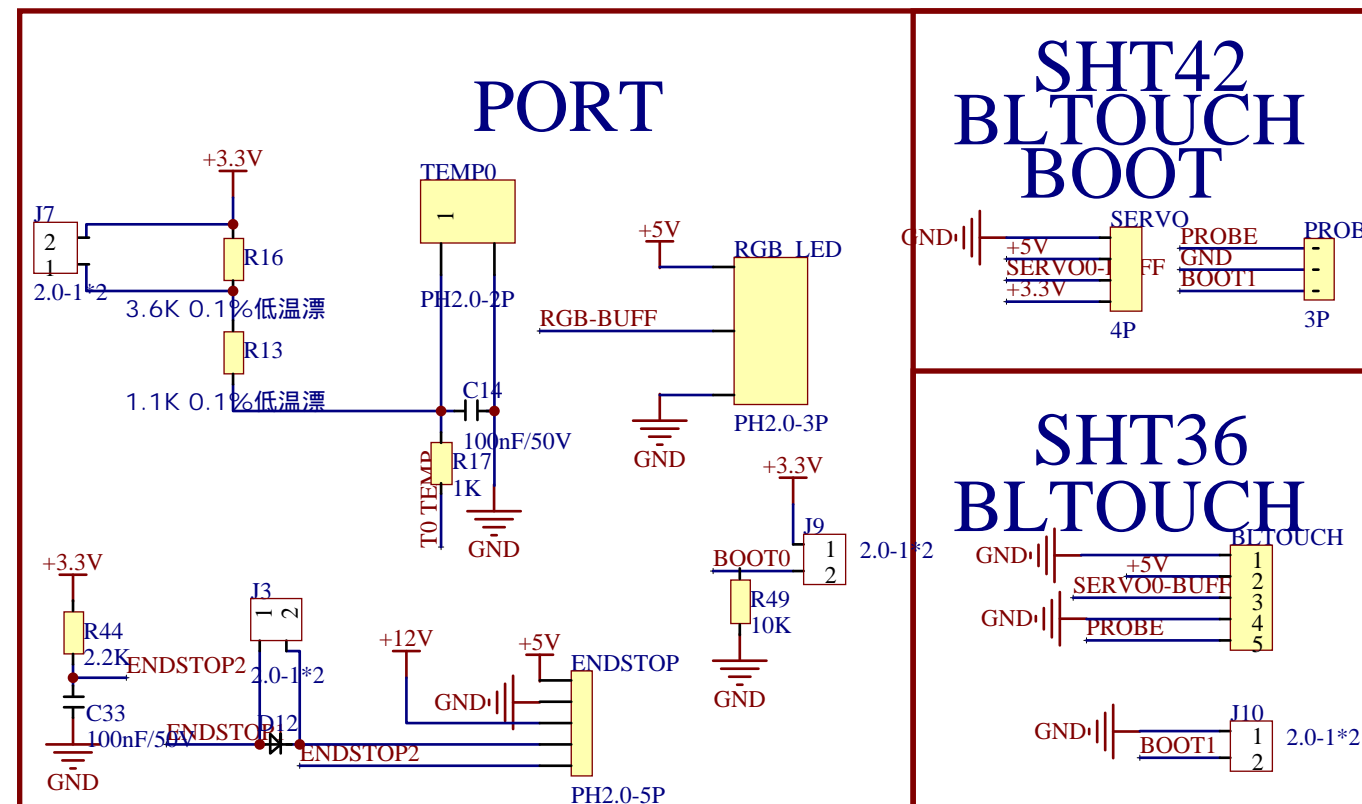 PORT
+3.3V
J7
2
1
2.0-1*2
R16
3.6K 0.1%低温漂
R13
1.1K 0.1%低温漂
TEMP0
1
PH2.0-2P
C14
100nF/50V
R17
1K
T0 TEMP
GND
+5V
RGB LED
RGB-BUFF
PH2.0-3P
GND
+3.3V
J9
1
2
2.0-1*2
BOOT0
R49
10K
GND
+3.3V
R44
2.2K
ENDSTOP2
C33
100nF/50V
GND
J3
1
2
2.0-1*2
ENDSTOP
D12
ENDSTOP2
+12V
+5V
GND
ENDSTOP
PH2.0-5P
SHT42
BLTOUCH
BOOT
SERVO
GND
+5V
SERVO0-BUFF
+3.3V
4P
PROB
PROBE
GND
BOOT1
3P
SHT36
BLTOUCH
BLTOUCH
GND
1
+5V
2
SERVO0-BUFF
3
GND
4
PROBE
5
J10
GND
1
2.0-1*2
BOOT1
2